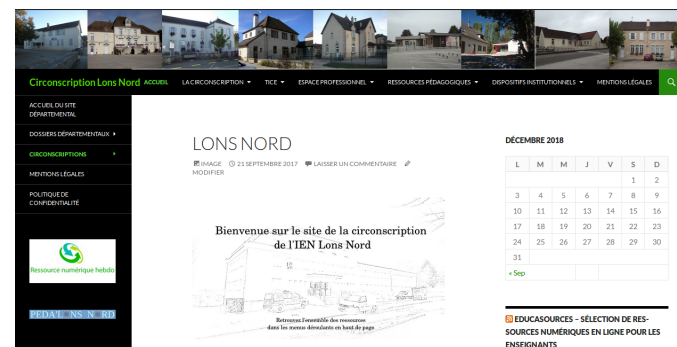 Circonscription Lons Nord ACCUEIL LA CIRCONSCRIPTION TICE ESPACE PROFESSIONNEL RESSOURCES PÉDAGOGIQUES DISPOSITIFS INSTITUTIONNELS MENTIONS LÉGALES
ACCUEIL DU SITE
DÉPARTEMENTAL
DOSSIERS DÉPARTEMENTAUX
CIRCONSCRIPTIONS
MENTIONS LÉGALES
POLITIQUE DE
CONFIDENTIALITÉ
Ressource numérique hebdo
PEDA'LONS NORD
LONS NORD
IMAGE 21 SEPTEMBRE 2017 LAISSER UN COMMENTAIRE
MODIFIER
Bienvenue sur le site de la circonscription
de l'IEN Lons Nord
Retrouvez l'ensemble des ressources
dans les menus déroulants en haut de page
DÉCEMBRE 2018
L M M J V S D
1 2
3 4 5 6 7 8 9
10 11 12 13 14 15 16
17 18 19 20 21 22 23
24 25 26 27 28 29 30
31
« Sep
EDUCASOURCES – SÉLECTION DE RES-
SOURCES NUMÉRIQUES EN LIGNE POUR LES
ENSEIGNANTS